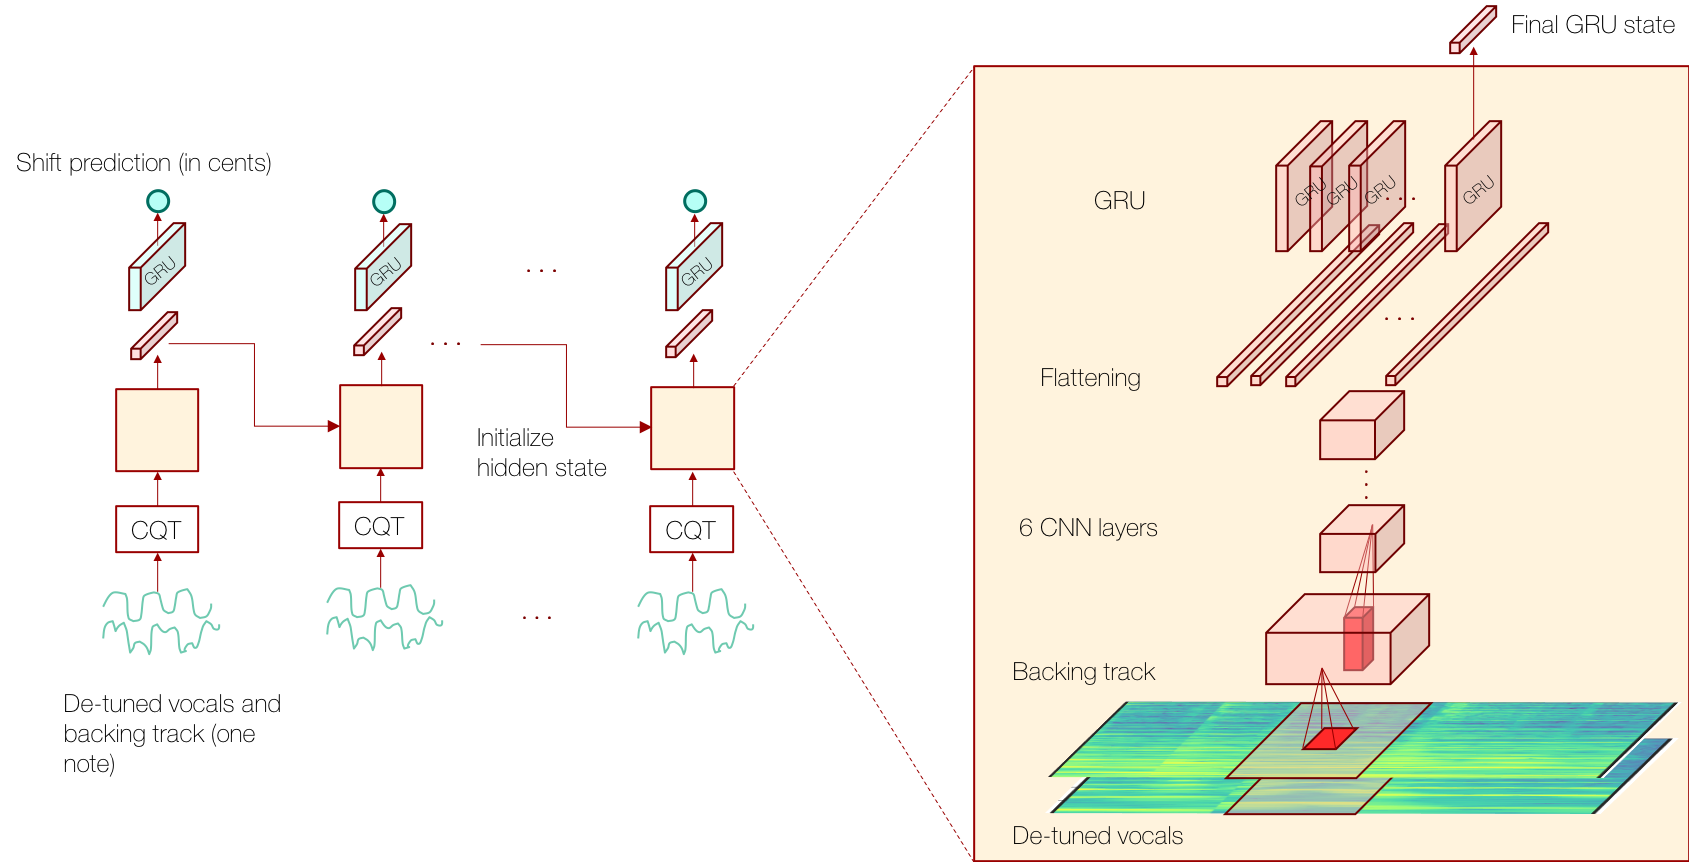 Final GRU state
Shift prediction (in cents)
GRU
GRU
GRU
. . .
. . .
Initialize
hidden state
CQT
CQT
CQT
. . .
De-tuned vocals and
backing track (one
note)
GRU
GRU
GRU
GRU
. . .
GRU
. . .
Flattening
6 CNN layers
Backing track
De-tuned vocals